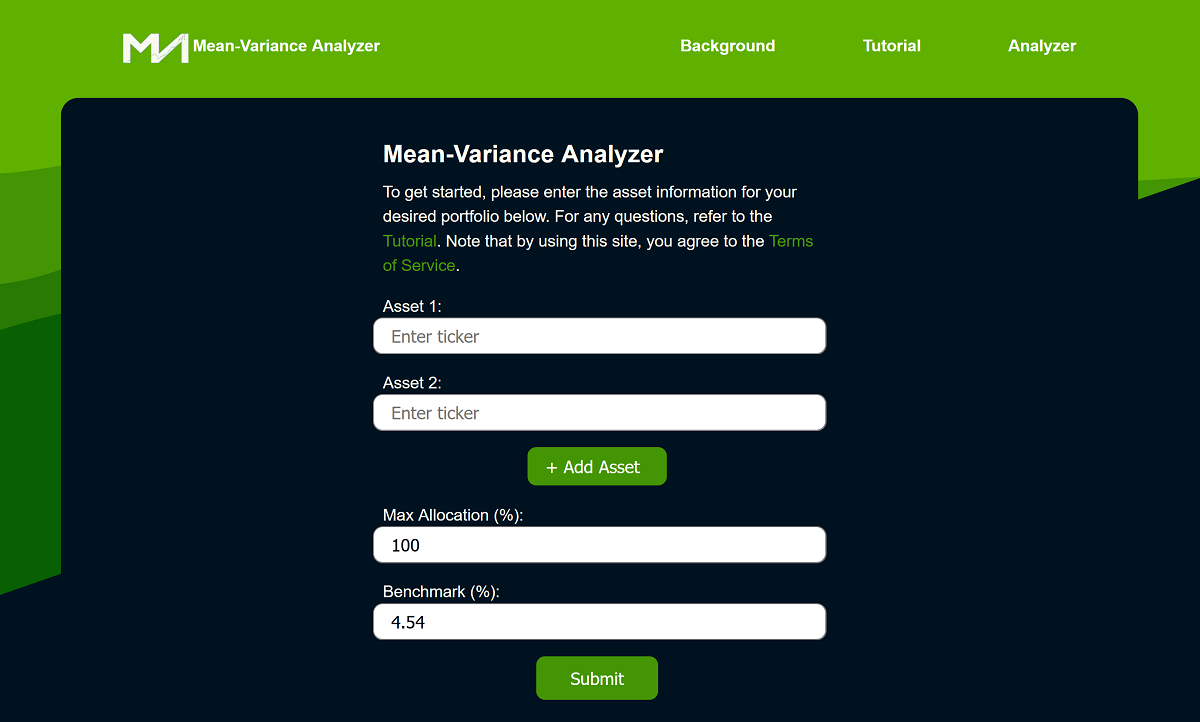 MVA Mean-Variance Analyzer
Background
Tutorial
Analyzer
Mean-Variance Analyzer
To get started, please enter the asset information for your
desired portfolio below. For any questions, refer to the
Tutorial. Note that by using this site, you agree to the Terms
of Service.
Asset 1:
Enter ticker
Asset 2:
Enter ticker
+ Add Asset
Max Allocation (%):
100
Benchmark (%):
4.54
Submit